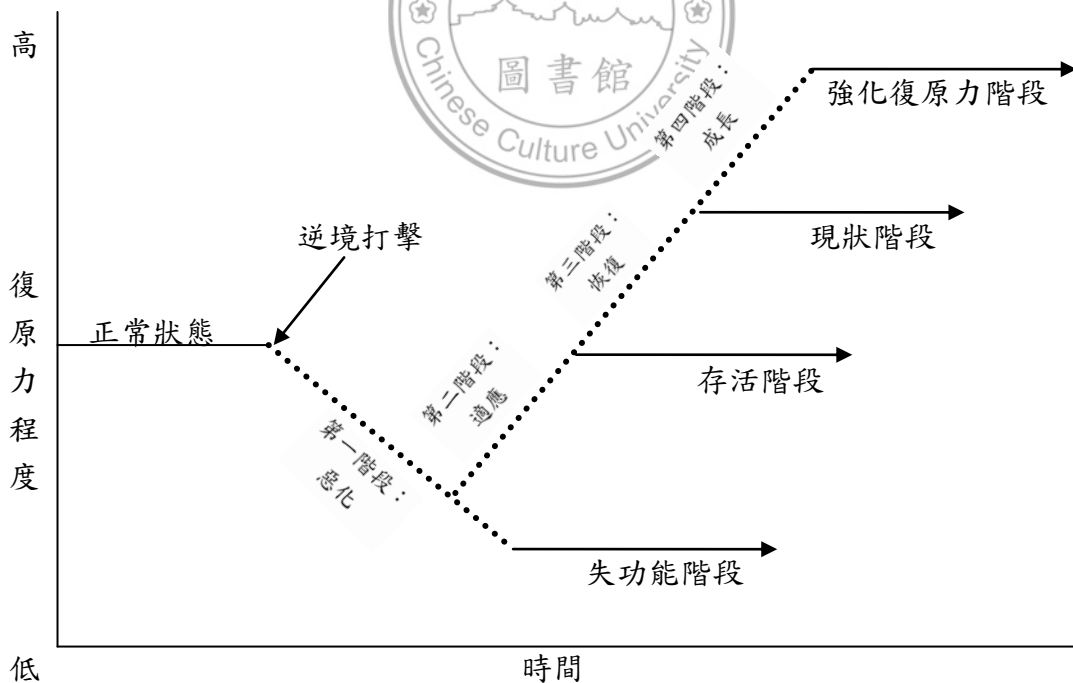 高
Chinese Culture University
圖書館
強化復原力階段
第四階段：
成長
現狀階段
逆境打擊
第三階段：
恢復
復原力程度
正常狀態
存活階段
第二階段：
適應
第一階段：
惡化
失功能階段
低
時間